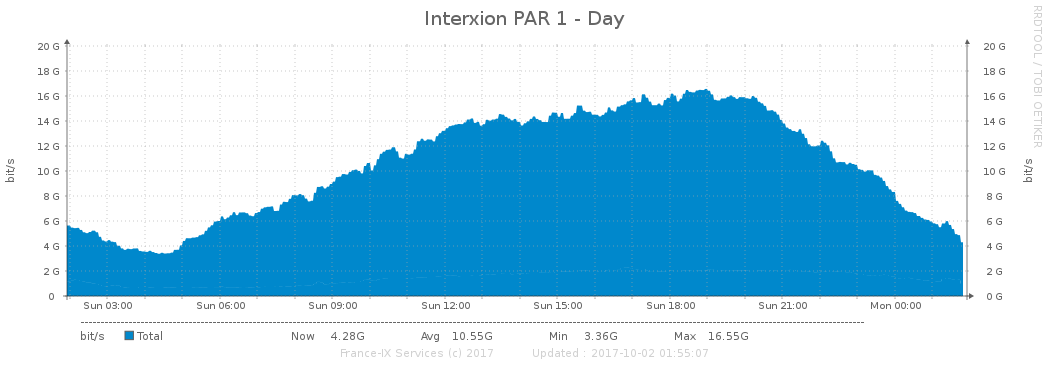 Interxion PAR 1 - Day
RRDTOOL / TOBI OETIKER
20 G 20 G
18 G 18 G
16 G 16 G
14 G 14 G
12 G 12 G
10 G 10 G
8 G 8 G
6 G 6 G
4 G 4 G
2 G 2 G
0 0 G
bit/s
bit/s
Sun 03:00 Sun 06:00 Sun 09:00 Sun 12:00 Sun 15:00 Sun 18:00 Sun 21:00 Mon 00:00
bit/s Total Now 4.28G Avg 10.55G Min 3.36G Max 16.55G
France-IX Services (c) 2017 Updated : 2017-10-02 01:55:07